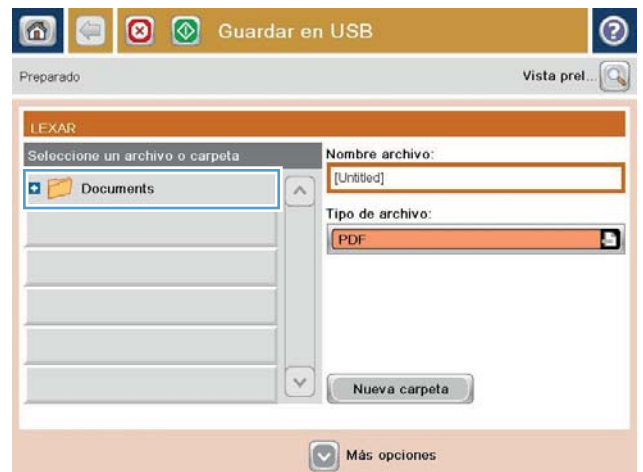 Guardar en USB
Preparado
Vista prel...
LEXAR
Seleccione un archivo o carpeta
Documents
Nombre archivo:
[Untitled]
Tipo de archivo:
PDF
Nueva carpeta
Más opciones